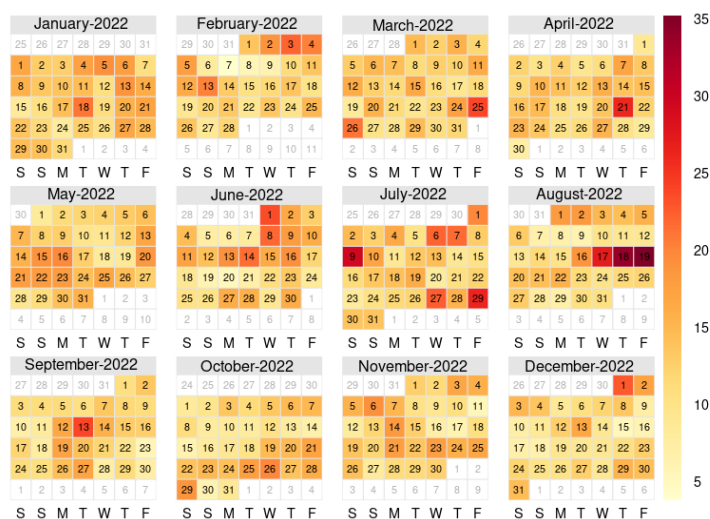 January-2022
25 26 27 28 29 30 31
1 2 3 4 5 6 7
8 9 10 11 12 13 14
15 16 17 18 19 20 21
22 23 24 25 26 27 28
29 30 31 1 2 3 4
S S M T W T F
February-2022
29 30 31 1 2 3 4
5 6 7 8 9 10 11
12 13 14 15 16 17 18
19 20 21 22 23 24 25
26 27 28 1 2 3 4
5 6 7 8 9 10 11
S S M T W T F
March-2022
26 27 28 1 2 3 4
5 6 7 8 9 10 11
12 13 14 15 16 17 18
19 20 21 22 23 24 25
26 27 28 29 30 31 1
2 3 4 5 6 7 8
S S M T W T F
April-2022
26 27 28 29 30 31 1
2 3 4 5 6 7 8
9 10 11 12 13 14 15
16 17 18 19 20 21 22
23 24 25 26 27 28 29
30 1 2 3 4 5 6
S S M T W T F
May-2022
30 1 2 3 4 5 6
7 8 9 10 11 12 13
14 15 16 17 18 19 20
21 22 23 24 25 26 27
28 29 30 31 1 2 3
4 5 6 7 8 9 10
S S M T W T F
June-2022
28 29 30 31 1 2 3
4 5 6 7 8 9 10
11 12 13 14 15 16 17
18 19 20 21 22 23 24
25 26 27 28 29 30 1
2 3 4 5 6 7 8
S S M T W T F
July-2022
25 26 27 28 29 30 1
2 3 4 5 6 7 8
9 10 11 12 13 14 15
16 17 18 19 20 21 22
23 24 25 26 27 28 29
30 31 1 2 3 4 5
S S M T W T F
August-2022
30 31 1 2 3 4 5
6 7 8 9 10 11 12
13 14 15 16 17 18 19
20 21 22 23 24 25 26
27 28 29 30 31 1 2
3 4 5 6 7 8 9
S S M T W T F
September-2022
27 28 29 30 31 1 2
3 4 5 6 7 8 9
10 11 12 13 14 15 16
17 18 19 20 21 22 23
24 25 26 27 28 29 30
1 2 3 4 5 6 7
S S M T W T F
October-2022
24 25 26 27 28 29 30
1 2 3 4 5 6 7
8 9 10 11 12 13 14
15 16 17 18 19 20 21
22 23 24 25 26 27 28
29 30 31 1 2 3 4
S S M T W T F
November-2022
29 30 31 1 2 3 4
5 6 7 8 9 10 11
12 13 14 15 16 17 18
19 20 21 22 23 24 25
26 27 28 29 30 1 2
3 4 5 6 7 8 9
S S M T W T F
December-2022
26 27 28 29 30 1 2
3 4 5 6 7 8 9
10 11 12 13 14 15 16
17 18 19 20 21 22 23
24 25 26 27 28 29 30
31 1 2 3 4 5 6
S S M T W T F
35
30
25
20
15
10
5